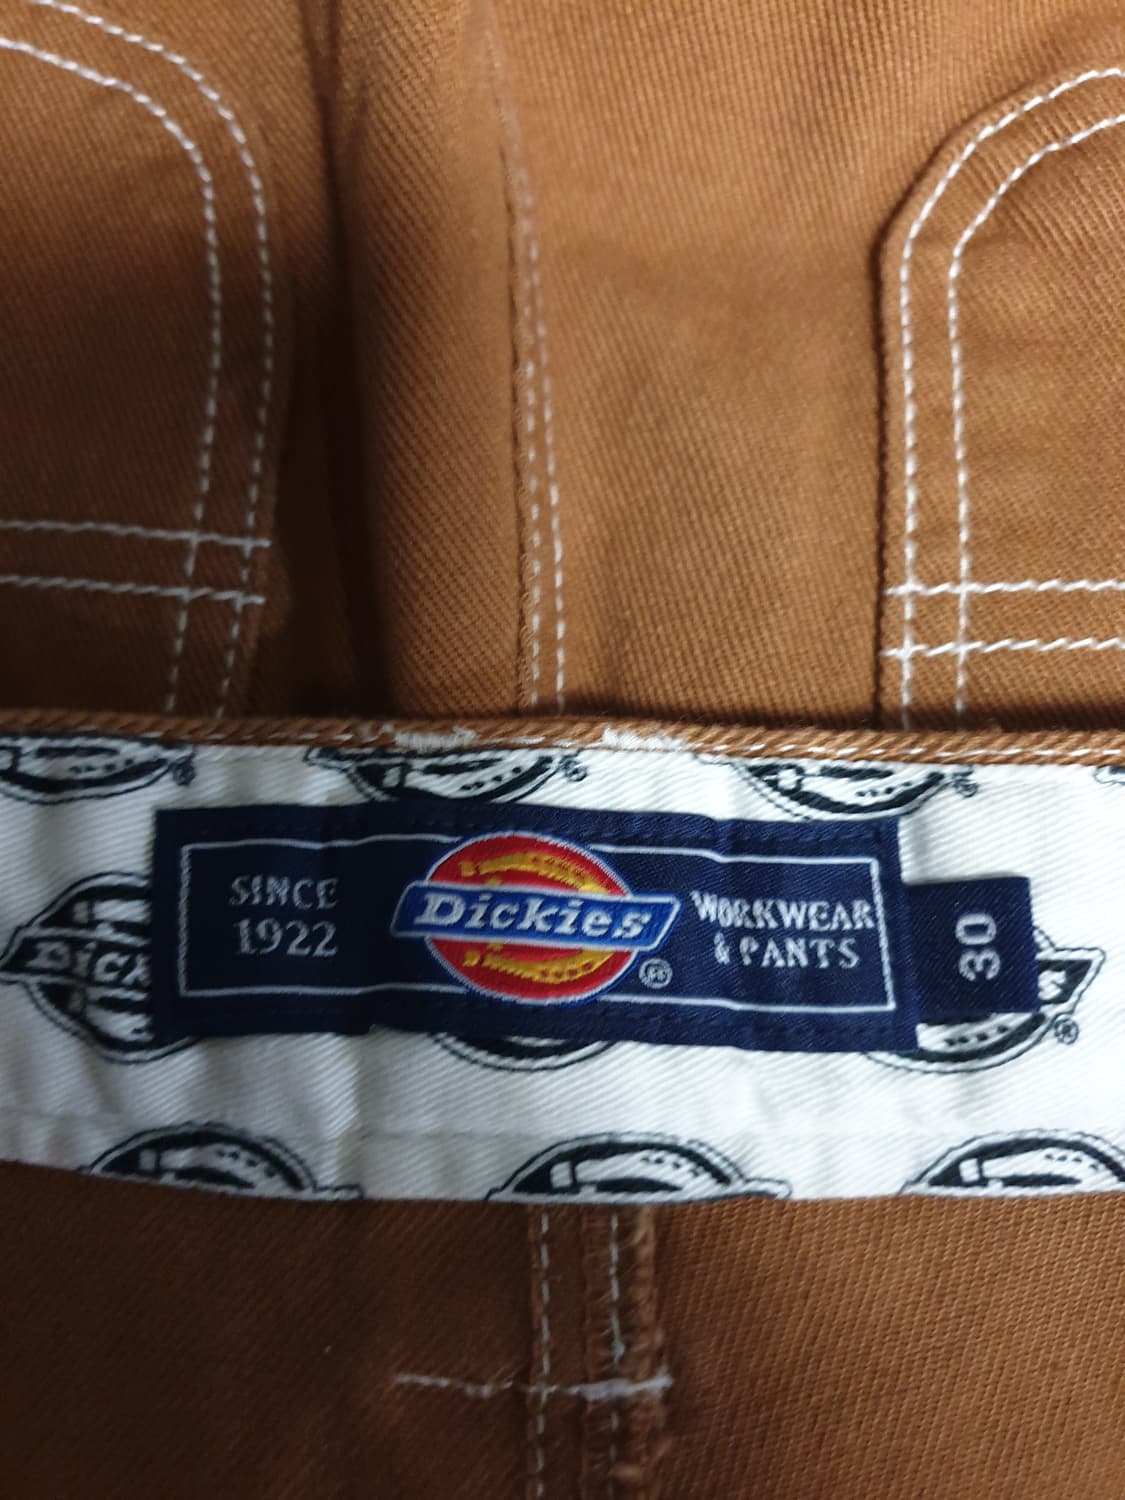 SINCE
1922
Dickies
®
WORKWEAR
& PANTS
30